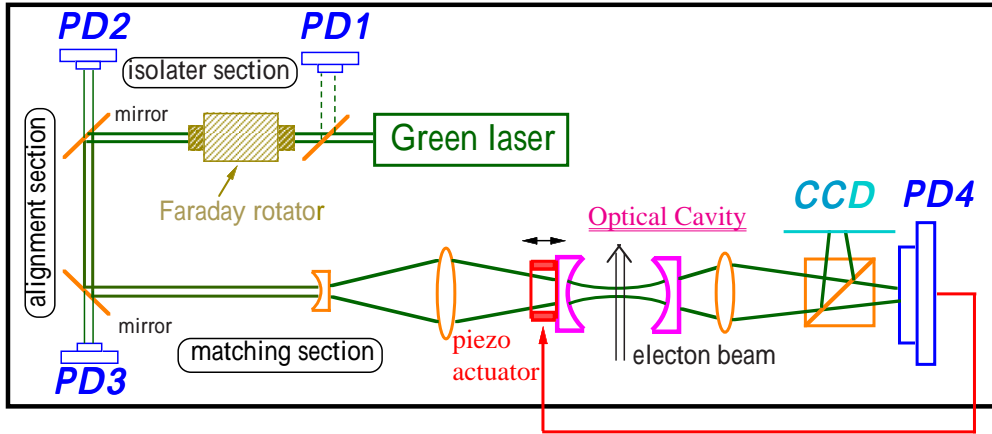 PD2
PD1
isolater section
mirror
Green laser
Faraday rotator
alignment section
Optical Cavity
CCD
PD4
mirror
matching section
piezo
actuator
electon beam
PD3